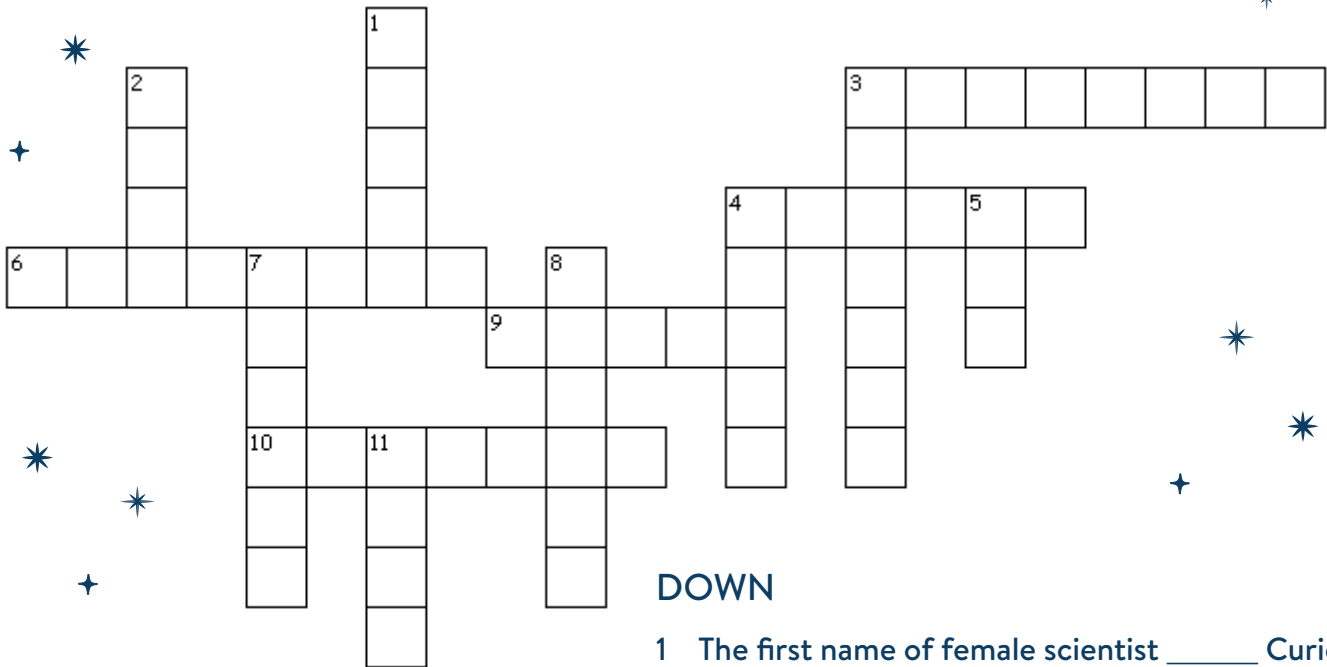 1
2 3
4 5
6 7 8
9
10 11
DOWN
1 The first name of female scientist ______ Curie